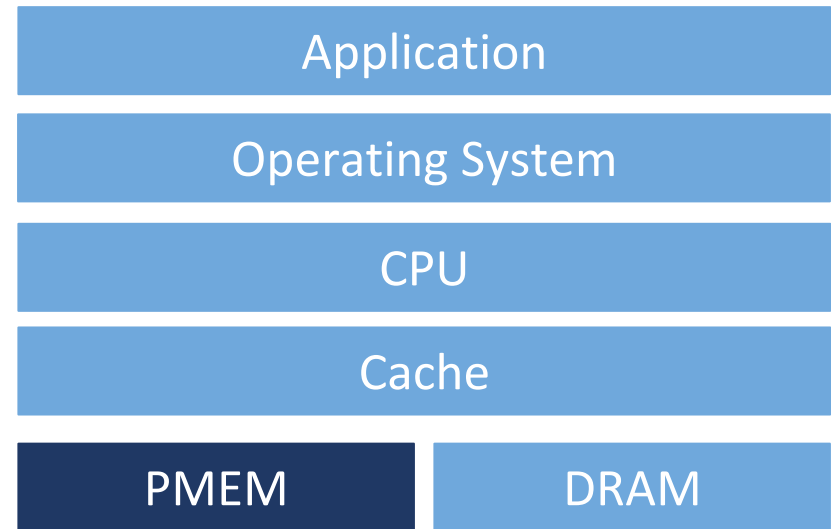 Application
Operating System
CPU
Cache
PMEM DRAM